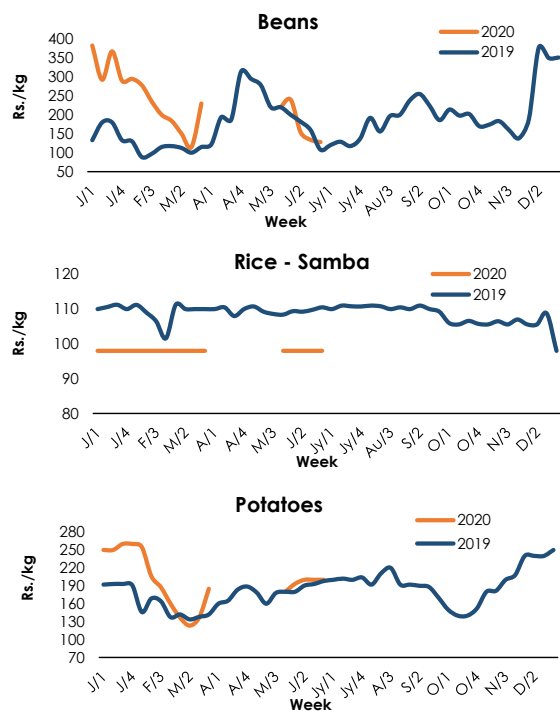 Beans
2020
2019
Rs./kg
400
350
300
250
200
150
100
50
J/1 J/4 F/3 M/2 A/1 A/4 M/3 J/2 Jy/1 Jy/4 Au/3 S/2 O/1 O/4 N/3 D/2
Week
Rice - Samba
2020
2019
Rs./kg
120
110
100
90
80
J/1 J/4 F/3 M/2 A/1 A/4 M/3 J/2 Jy/1 Jy/4 Au/3 S/2 O/1 O/4 N/3 D/2
Week
Potatoes
2020
2019
Rs./kg
280
250
220
190
160
130
100
70
J/1 J/4 F/3 M/2 A/1 A/4 M/3 J/2 Jy/1 Jy/4 Au/3 S/2 O/1 O/4 N/3 D/2
Week